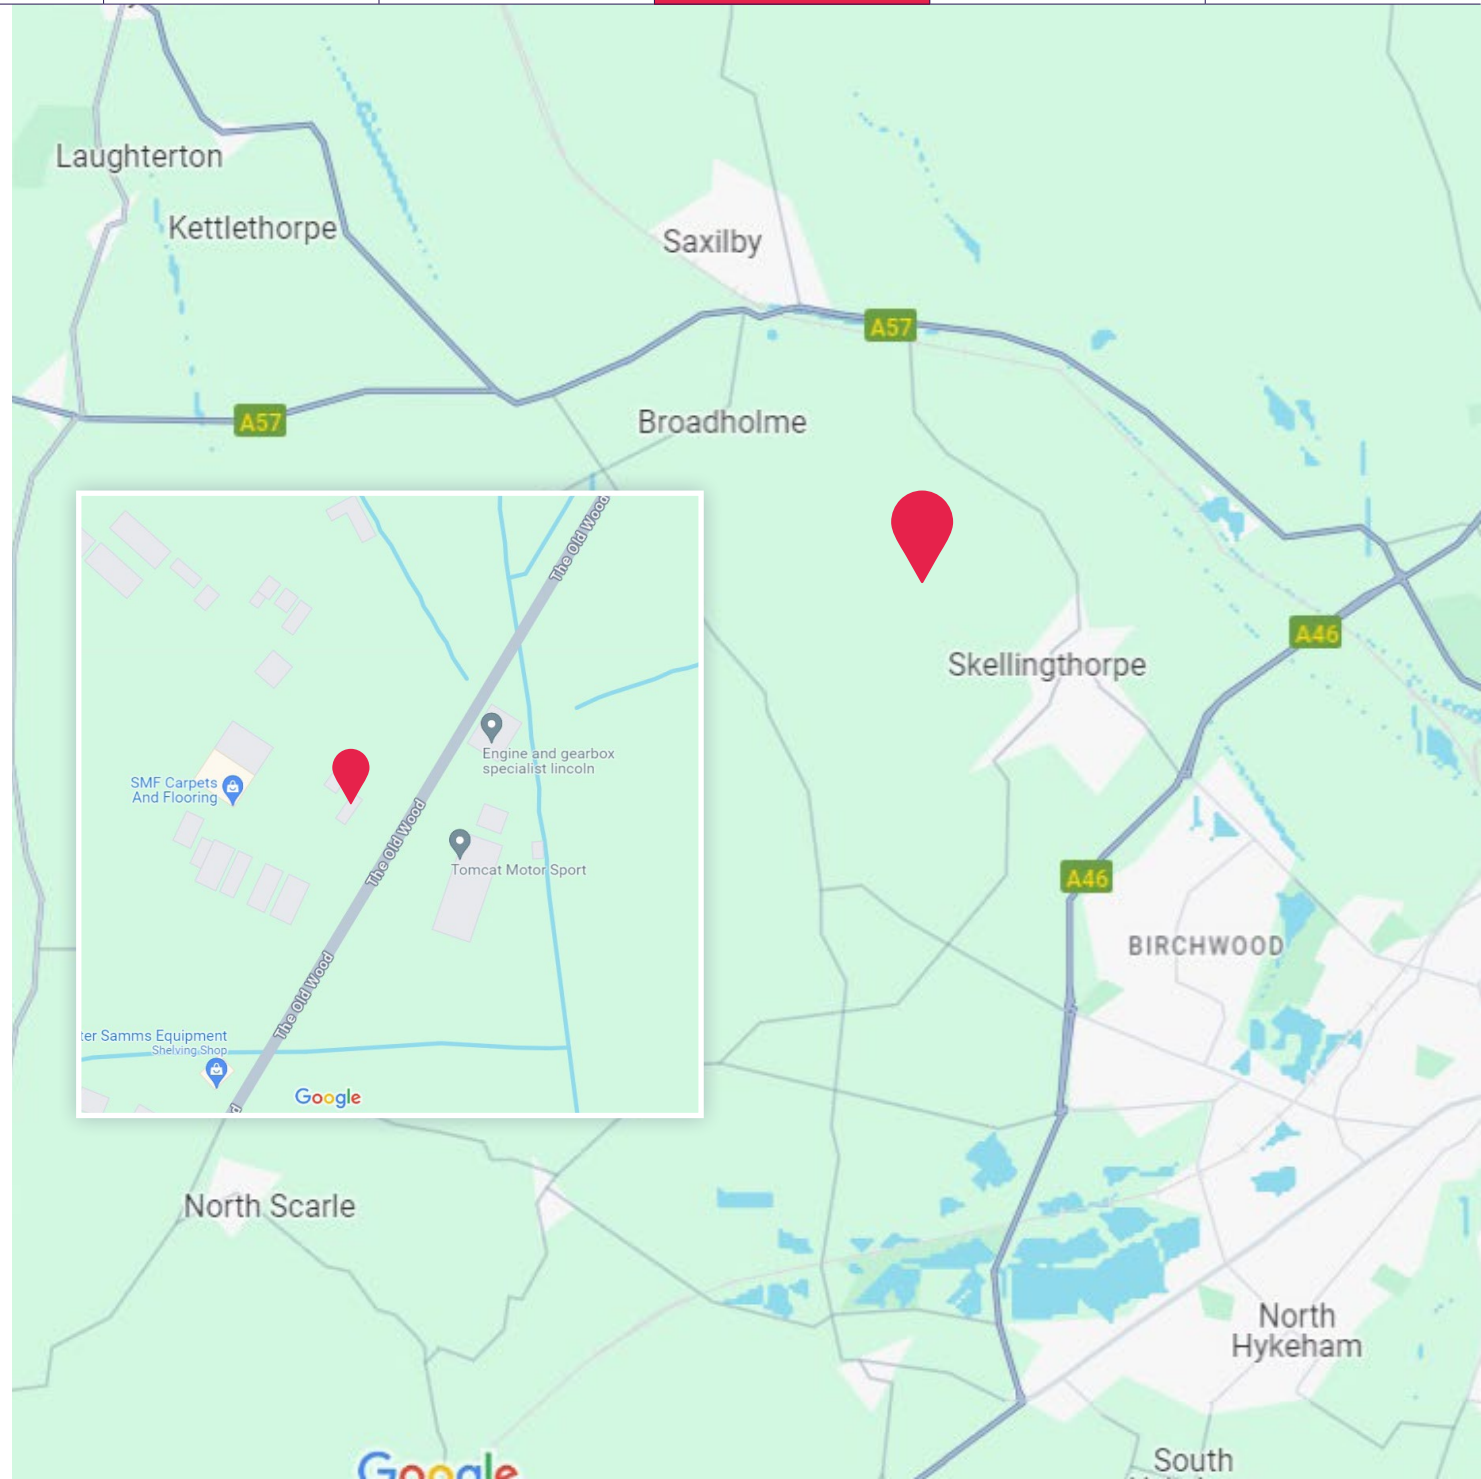 Laughterton
Kettlethorpe
Saxilby
A57
A57
Broadholme
Skellingthorpe
A46
A46
BIRCHWOOD
The Old Wood
Engine and gearbox
specialist lincoln
SMF Carpets
And Flooring
The Old Wood
Tomcat Motor Sport
The Old Wood
ter Samms Equipment
Shelving Shop
Google
North Scarle
North
Hykeham
South
Google